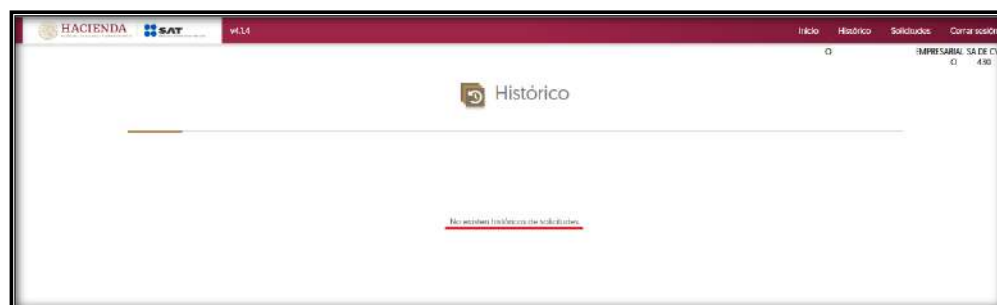 HACIENDA SAT v4.1.4 Inicio Histórico Solicitudes Cerrar sesión
EMPRESARIAL SA DE CV
Histórico
No existen históricos de solicitudes.